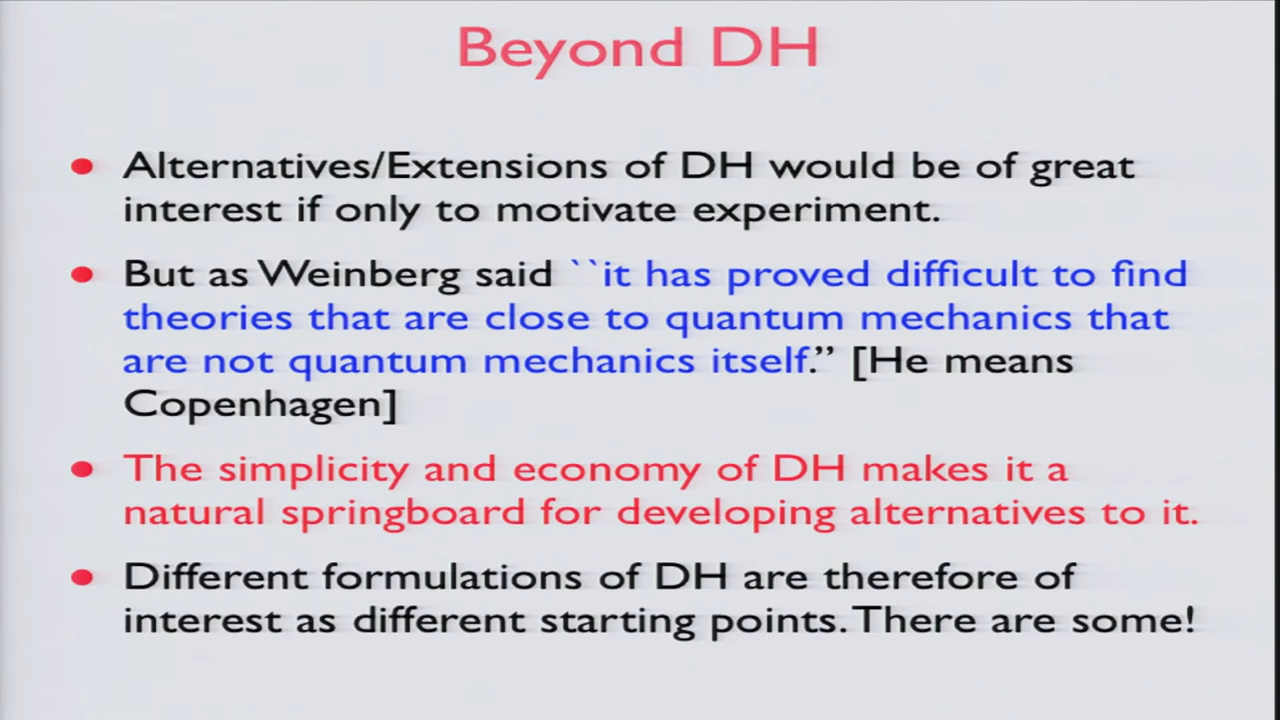 Beyond DH
• Alternatives/Extensions of DH would be of great
interest if only to motivate experiment.
• But as Weinberg said ``it has proved difficult to find
theories that are close to quantum mechanics that
are not quantum mechanics itself.” [He means
Copenhagen]
• The simplicity and economy of DH makes it a
natural springboard for developing alternatives to it.
• Different formulations of DH are therefore of
interest as different starting points. There are some!